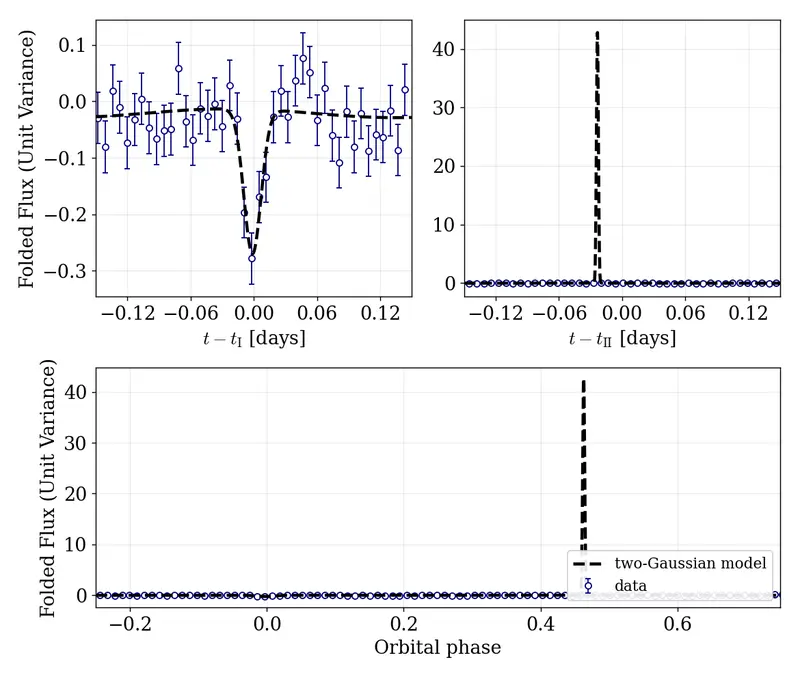 Folded Flux (Unit Variance)
0.1
0.0
−0.1
−0.2
−0.3
−0.12 −0.06 0.00 0.06 0.12
t − tI [days]
40
30
20
10
0
−0.12 −0.06 0.00 0.06 0.12
t − tII [days]
Folded Flux (Unit Variance)
40
30
20
10
0
two-Gaussian model
data
−0.2 0.0 0.2 0.4 0.6
Orbital phase